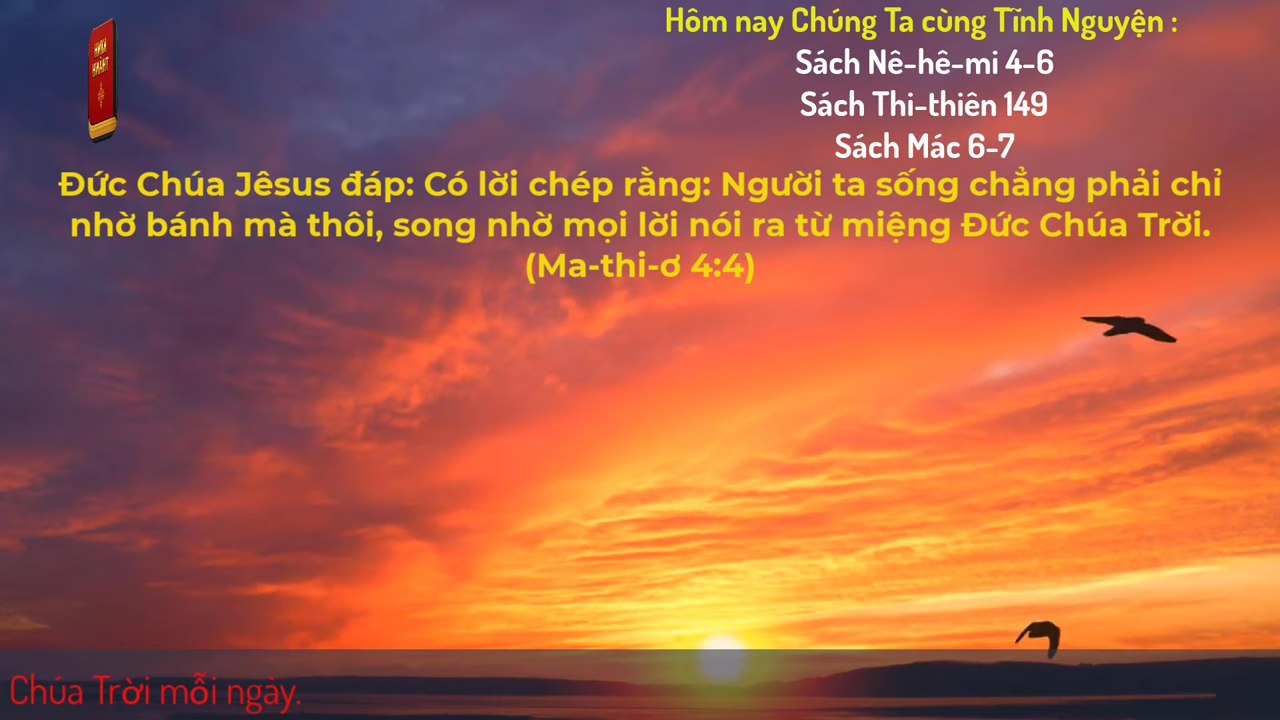 Hôm nay Chúng Ta cùng Tĩnh Nguyện :
Sách Nê-hê-mi 4-6
Sách Thi-thiên 149
Sách Mác 6-7
Đức Chúa Jêsus đáp: Có lời chép rằng: Người ta sống chẳng phải chỉ
nhờ bánh mà thôi, song nhờ mọi lời nói ra từ miệng Đức Chúa Trời.
(Ma-thi-ơ 4:4)
Chúa Trời mỗi ngày.